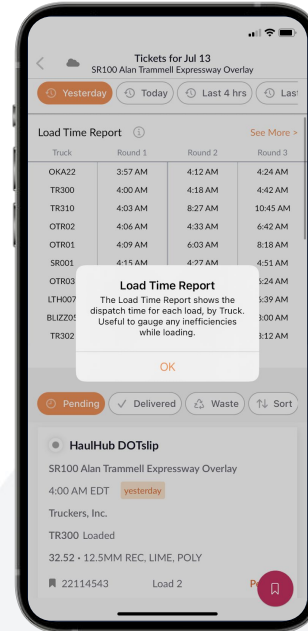 Tickets for Jul 13
SR100 Alan Trammell Expressway Overlay
Yesterday Today Last 4 hrs Last
Load Time Report See More >
Truck Round 1 Round 2 Round 3
OKA22 3:57 AM 4:12 AM 4:24 AM
TR300 4:00 AM 4:18 AM 4:42 AM
TR310 4:03 AM 8:27 AM 10:45 AM
OTR02 4:06 AM 4:33 AM 6:42 AM
OTR01 4:09 AM 6:03 AM 8:18 AM
SR001 4:15 AM 4:27 AM 4:51 AM
OTR03 6:24 AM
LTH007 6:39 AM
BLIZZ05 8:00 AM
TR302 8:12 AM
Load Time Report
The Load Time Report shows the
dispatch time for each load, by Truck.
Useful to gauge any inefficiencies
while loading.
OK
Pending Delivered Waste Sort
HaulHub DOTslip
SR100 Alan Trammell Expressway Overlay
4:00 AM EDT yesterday
Truckers, Inc.
TR300 Loaded
32.52 • 12.5MM REC, LIME, POLY
22114543 Load 2